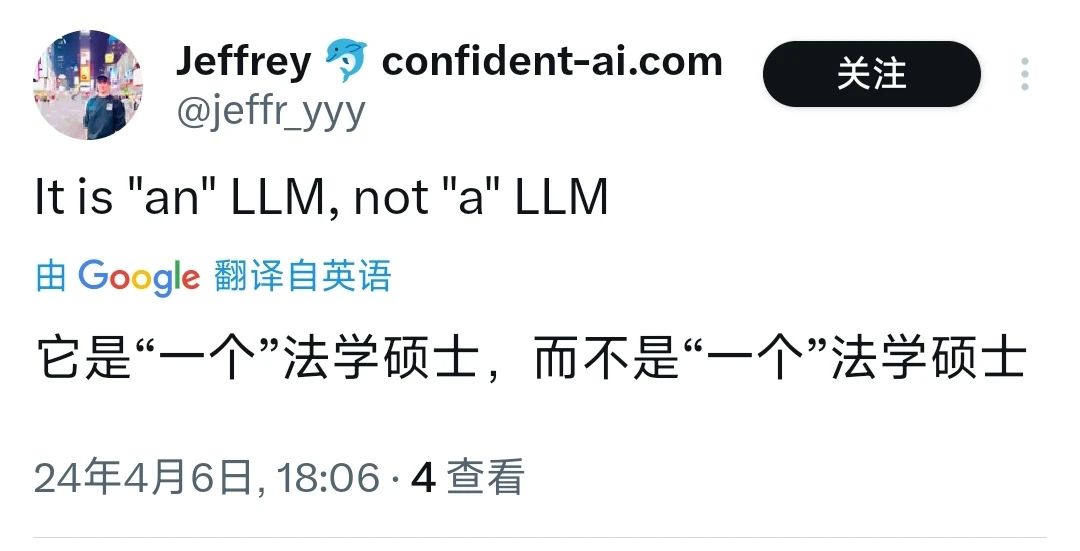 Jeffrey 🐬 confident-ai.com
@jeffr_yyy
关注
It is "an" LLM, not "a" LLM
由 Google 翻译自英语
它是“一个”法学硕士，而不是“一个”法学硕士
24年4月6日, 18:06 · 4 查看